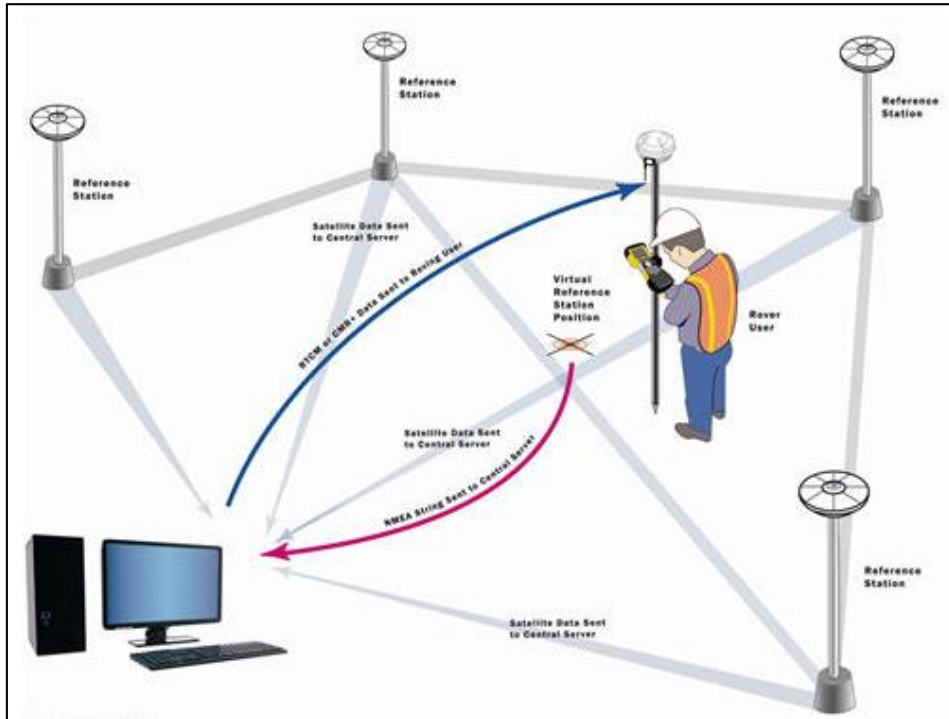 Reference
Station
Reference
Station
Reference
Station
Satellite Data Sent
to Central Server
RTCM or CMR+ Data Sent to Roving User
Virtual
Reference
Station
Position
Rover
User
Satellite Data Sent
to Central Server
NMEA String Sent to Central Server
Reference
Station
Satellite Data Sent
to Central Server